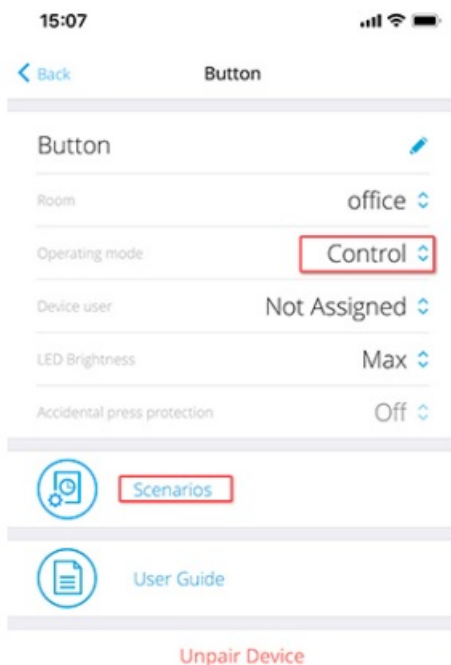 15:07
Back Button
Button
Room office
Operating mode Control
Device user Not Assigned
LED Brightness Max
Accidental press protection Off
Scenarios
User Guide
Unpair Device